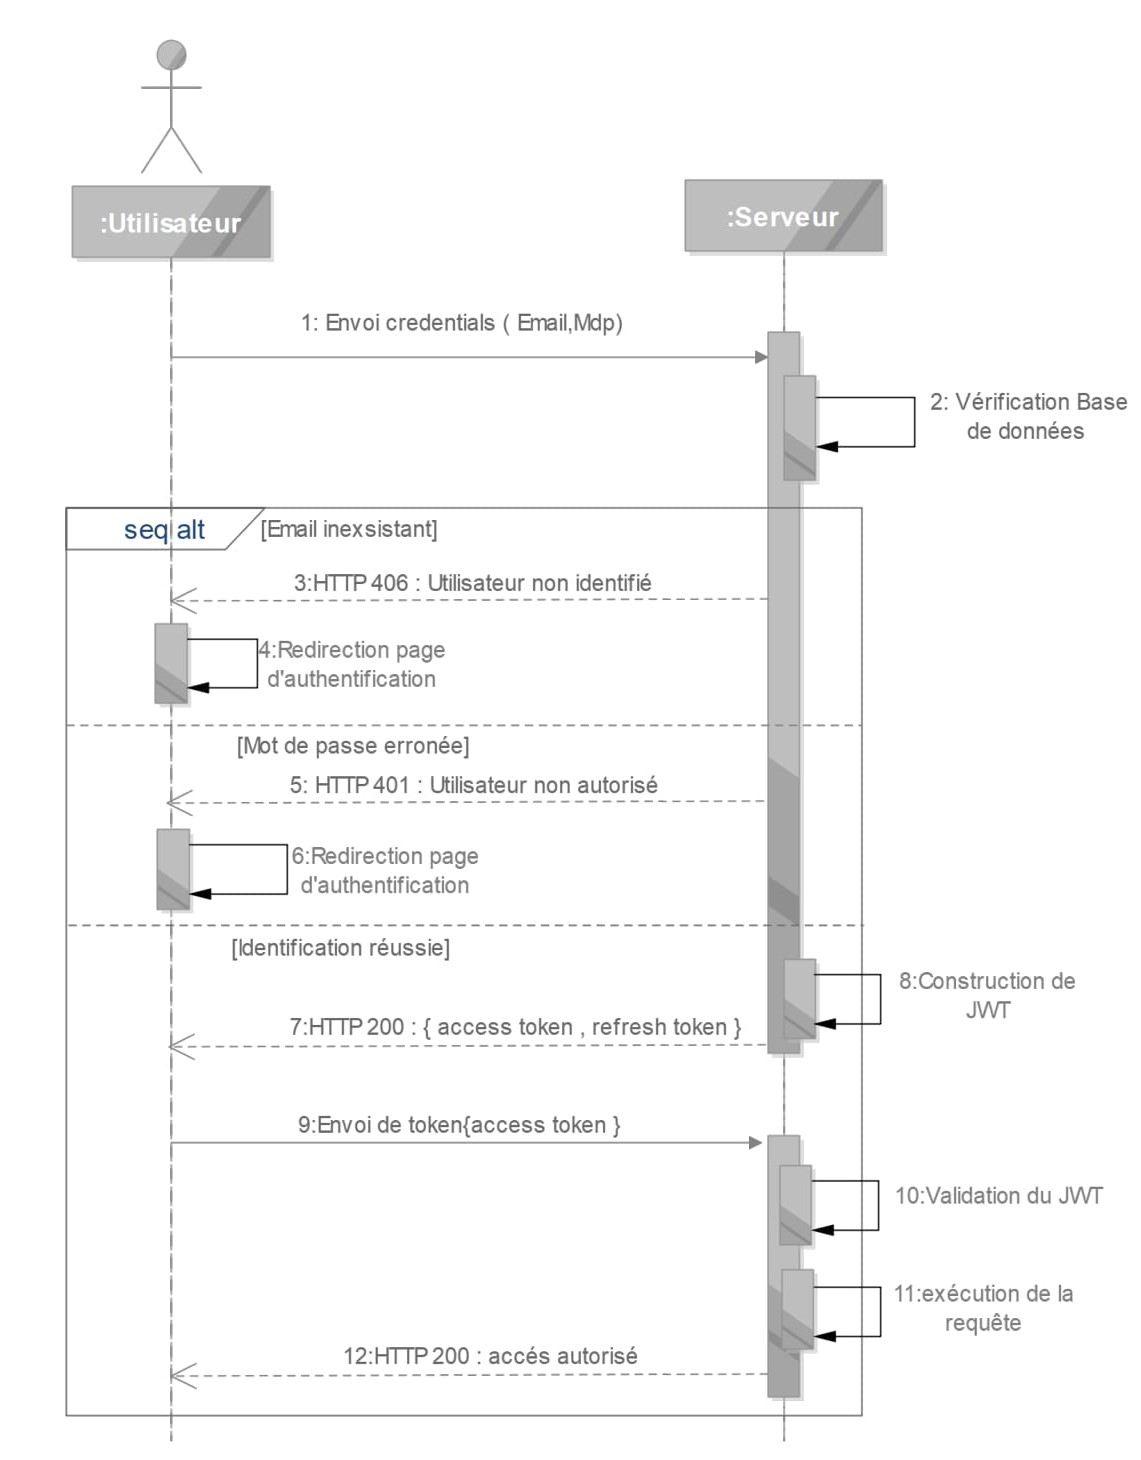 :Utilisateur
:Serveur
1: Envoi credentials ( Email,Mdp)
2: Vérification Base
de données
seq alt
[Email inexsistant]
3:HTTP 406 : Utilisateur non identifié
4:Redirection page
d'authentification
[Mot de passe erronée]
5: HTTP 401 : Utilisateur non autorisé
6:Redirection page
d'authentification
[Identification réussie]
8:Construction de
JWT
7:HTTP 200 : { access token , refresh token }
9:Envoi de token{access token }
10:Validation du JWT
11:exécution de la
requête
12:HTTP 200 : accés autorisé